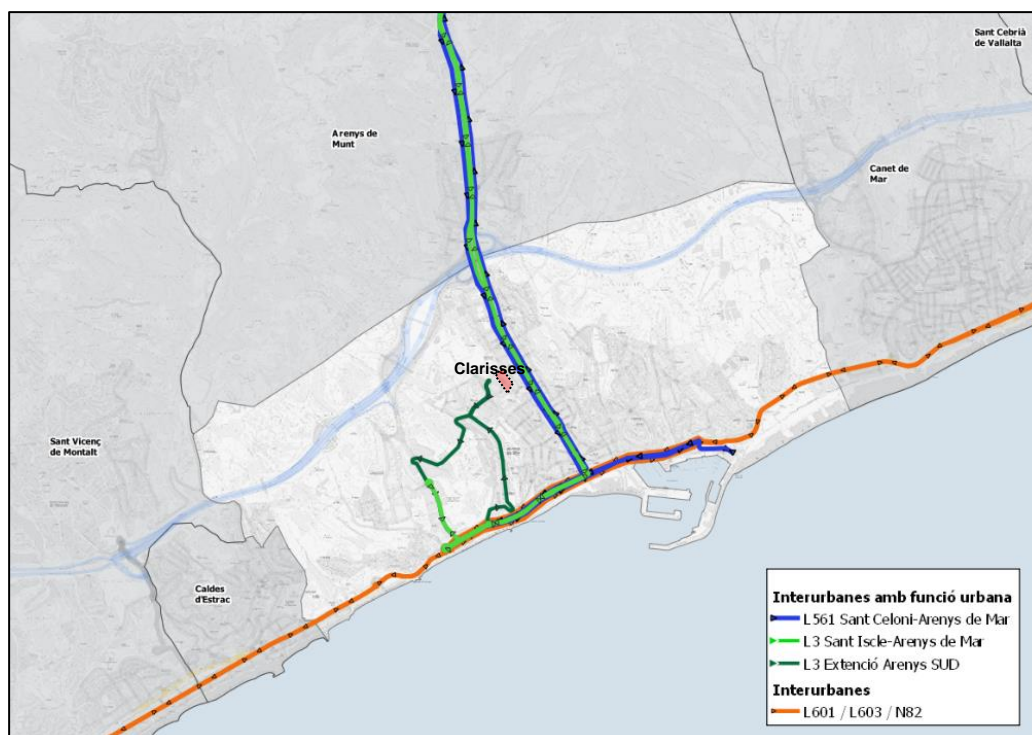 Sant Cebrià
de Vallalta
Arenys de
Munt
Canet de
Mar
Clarisses
Sant Vicenç
de Montalt
Caldes
d'Estrac
Interurbanes amb funció urbana
L561 Sant Celoni-Arenys de Mar
L3 Sant Iscle-Arenys de Mar
L3 Extenció Arenys SUD
Interurbanes
L601 / L603 / N82